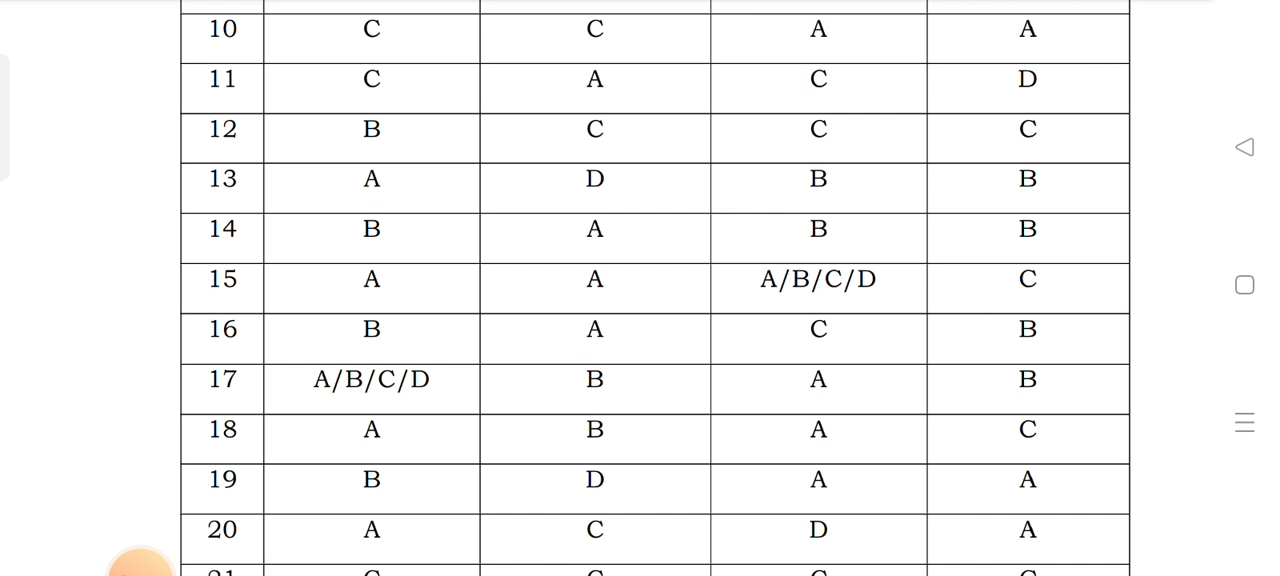 10 C C A A
11 C A C D
12 B C C C
13 A D B B
14 B A B B
15 A A A/B/C/D C
16 B A C B
17 A/B/C/D B A B
18 A B A C
19 B D A A
20 A C D A